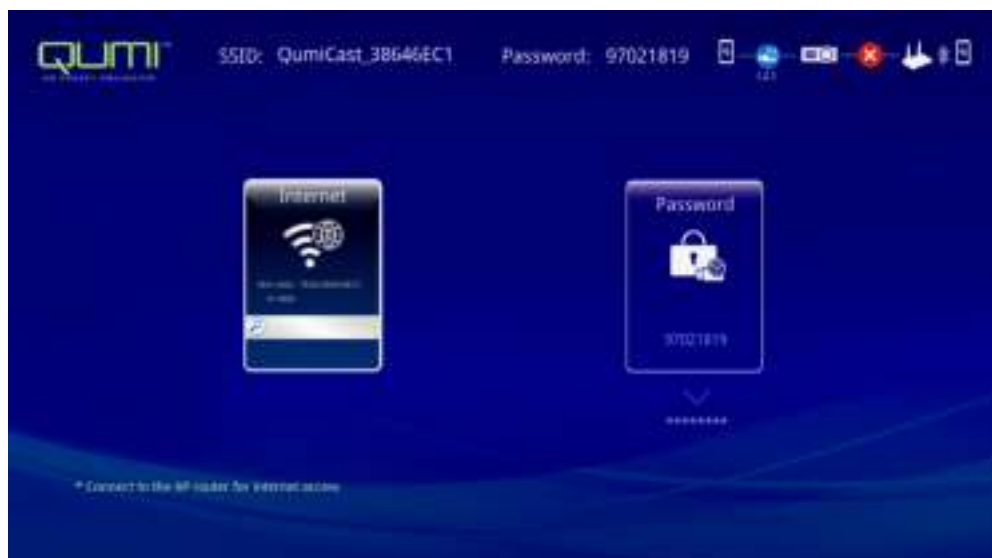 QUMI
SSID: QumiCast_38646EC1 Password: 97021819
Internet
Password
97021819
********
* Connect to the AP router for internet access